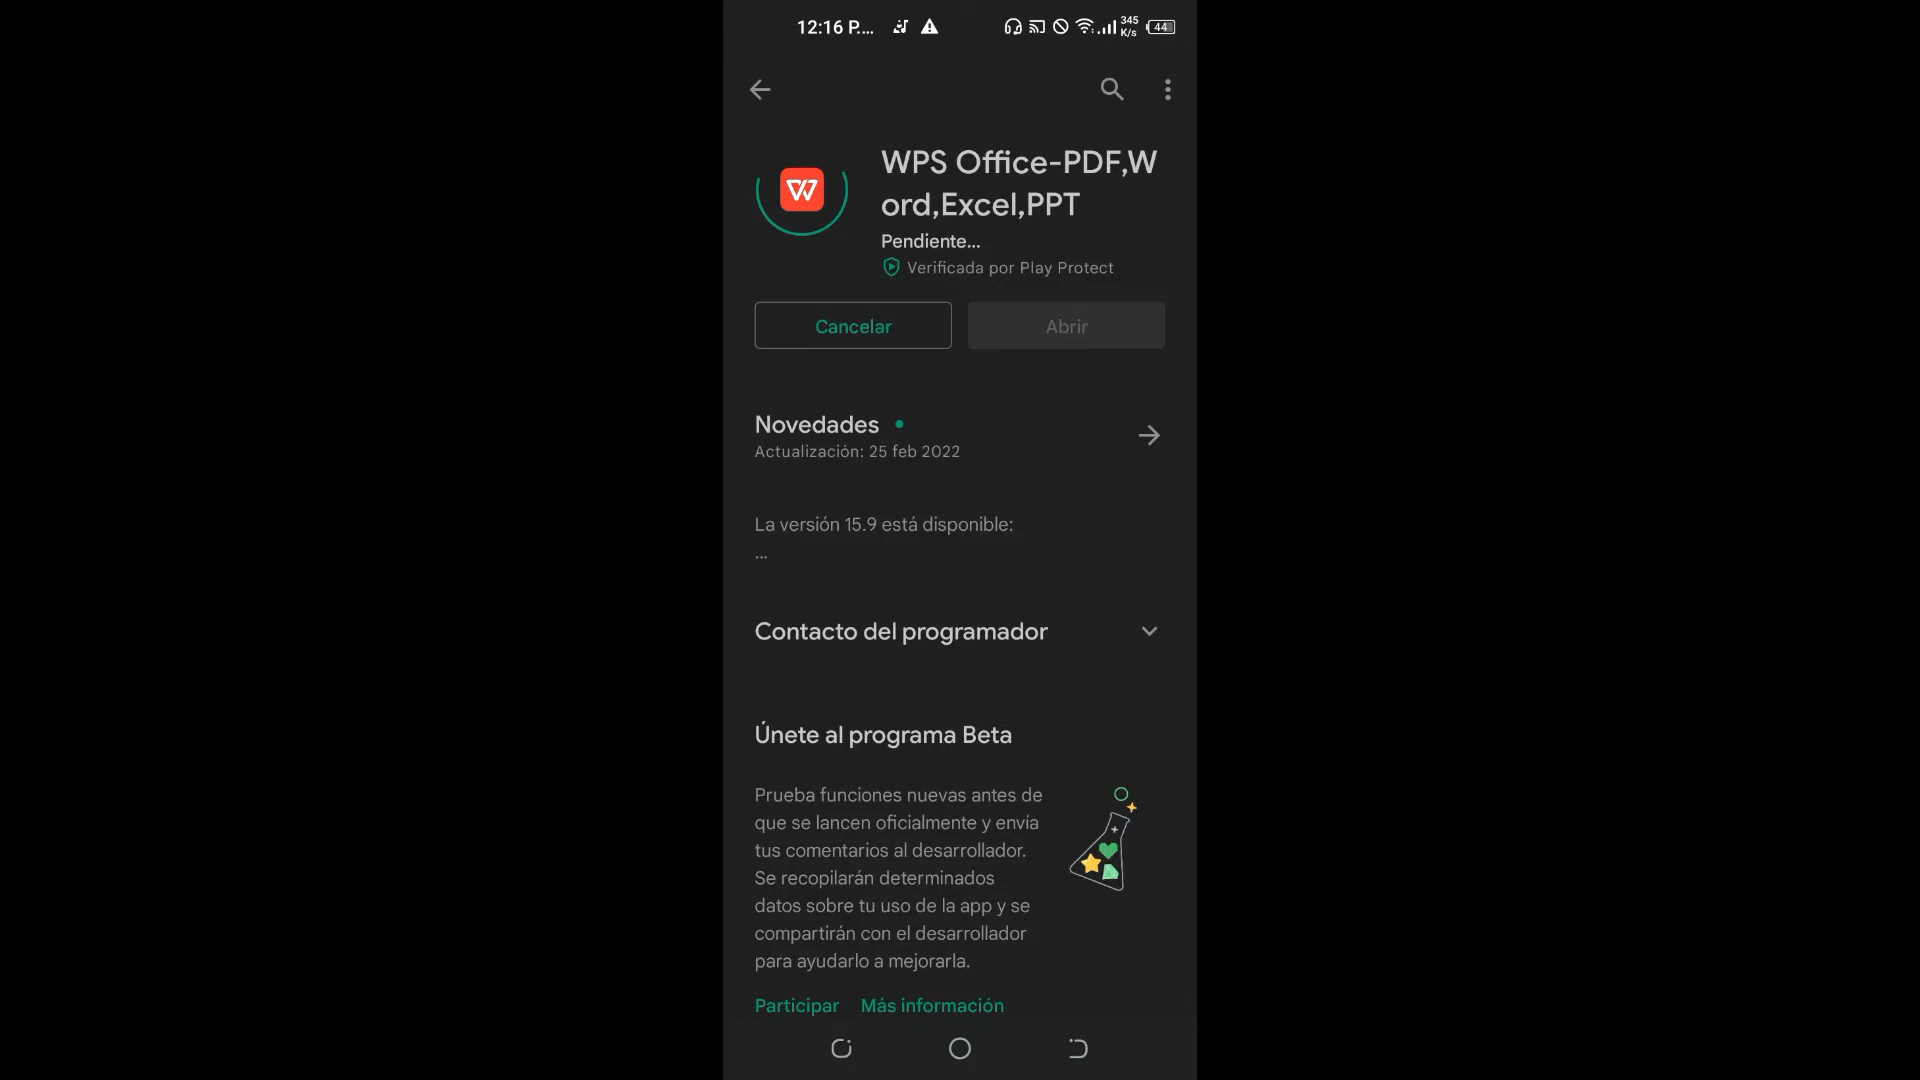 12:16 P.... 345
K/s 44
WPS Office-PDF,W
ord,Excel,PPT
Pendiente...
Verificada por Play Protect
Cancelar Abrir
Novedades
Actualización: 25 feb 2022
La versión 15.9 está disponible:
...
Contacto del programador
Únete al programa Beta
Prueba funciones nuevas antes de
que se lancen oficialmente y envía
tus comentarios al desarrollador.
Se recopilarán determinados
datos sobre tu uso de la app y se
compartirán con el desarrollador
para ayudarlo a mejorarla.
Participar Más información